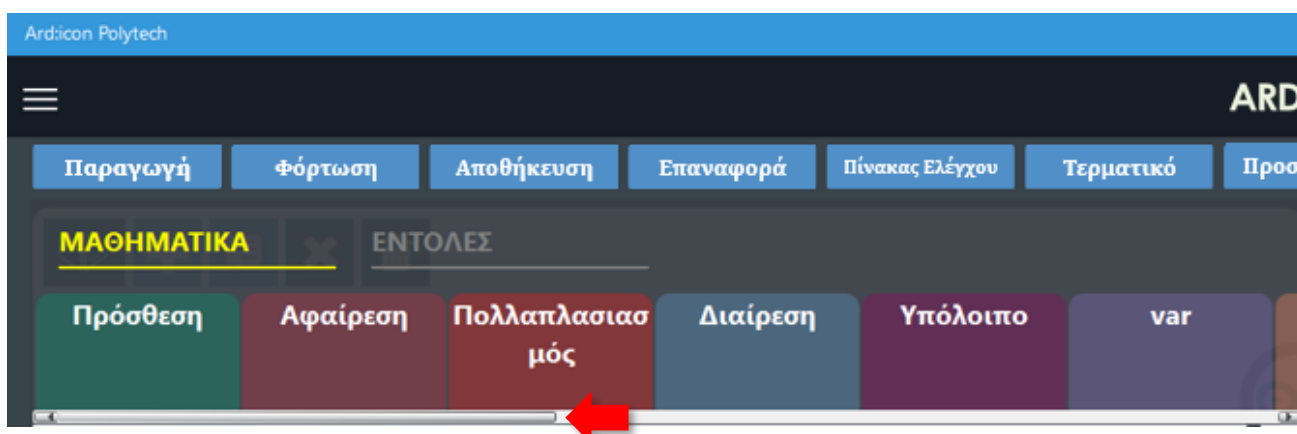 Ard:icon Polytech
ARD
Παραγωγή Φόρτωση Αποθήκευση Επαναφορά Πίνακας Ελέγχου Τερματικό Προσ
ΜΑΘΗΜΑΤΙΚΑ ΕΝΤΟΛΕΣ
Πρόσθεση Αφαίρεση Πολλαπλασιασ Διαίρεση Υπόλοιπο var
μός